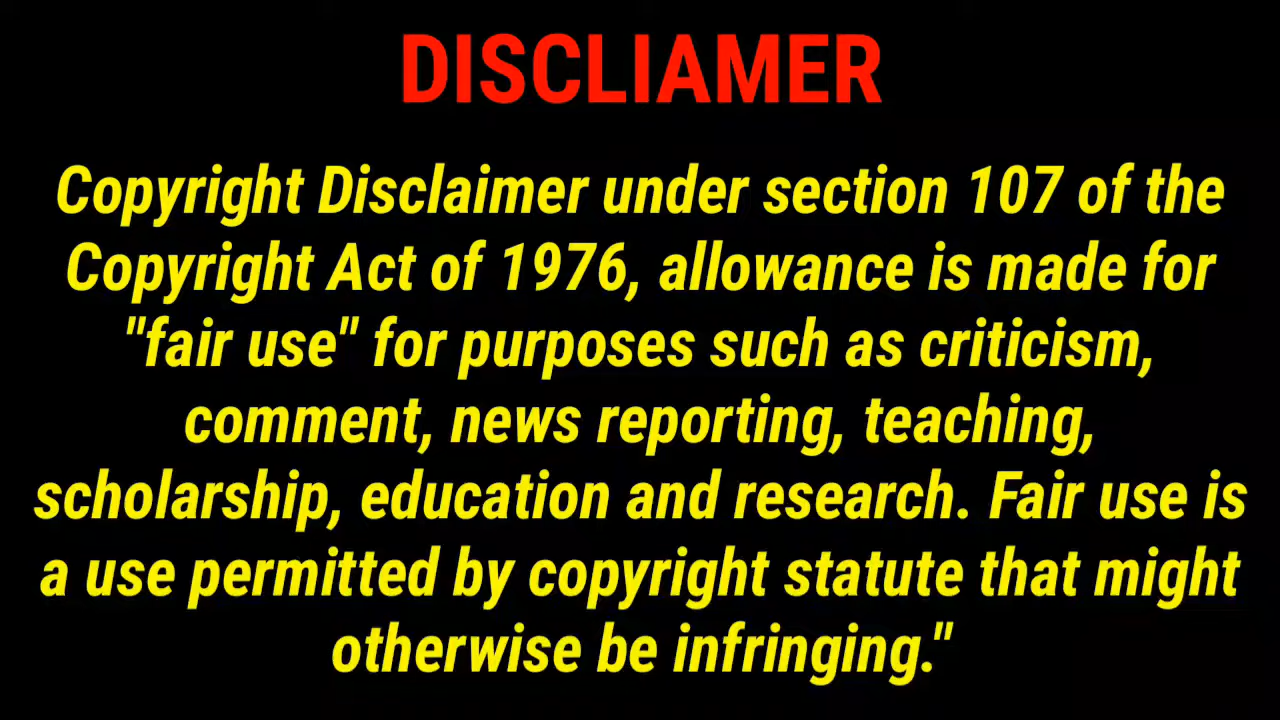 DISCLIAMER
Copyright Disclaimer under section 107 of the
Copyright Act of 1976, allowance is made for
"fair use" for purposes such as criticism,
comment, news reporting, teaching,
scholarship, education and research. Fair use is
a use permitted by copyright statute that might
otherwise be infringing."